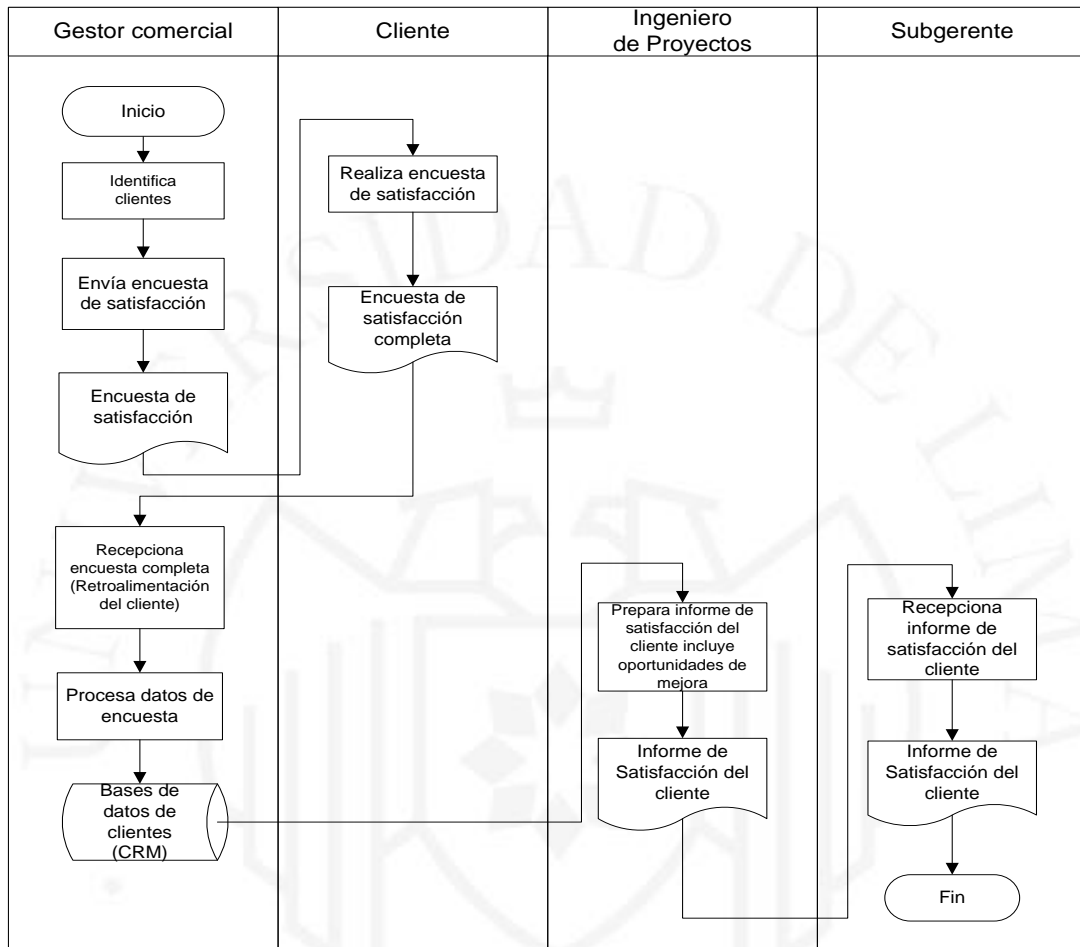 Gestor comercial
Cliente
Ingeniero
de Proyectos
Subgerente
Inicio
Identifica
clientes
Envía encuesta
de satisfacción
Encuesta de
satisfacción
Realiza encuesta
de satisfacción
Encuesta de
satisfacción
completa
Recepciona
encuesta completa
(Retroalimentación
del cliente)
Procesa datos de
encuesta
Bases de
datos de
clientes
(CRM)
Prepara informe de
satisfacción del
cliente incluye
oportunidades de
mejora
Informe de
Satisfacción del
cliente
Recepciona
informe de
satisfacción del
cliente
Informe de
Satisfacción del
cliente
Fin
UNIVERSIDAD DE LIMA